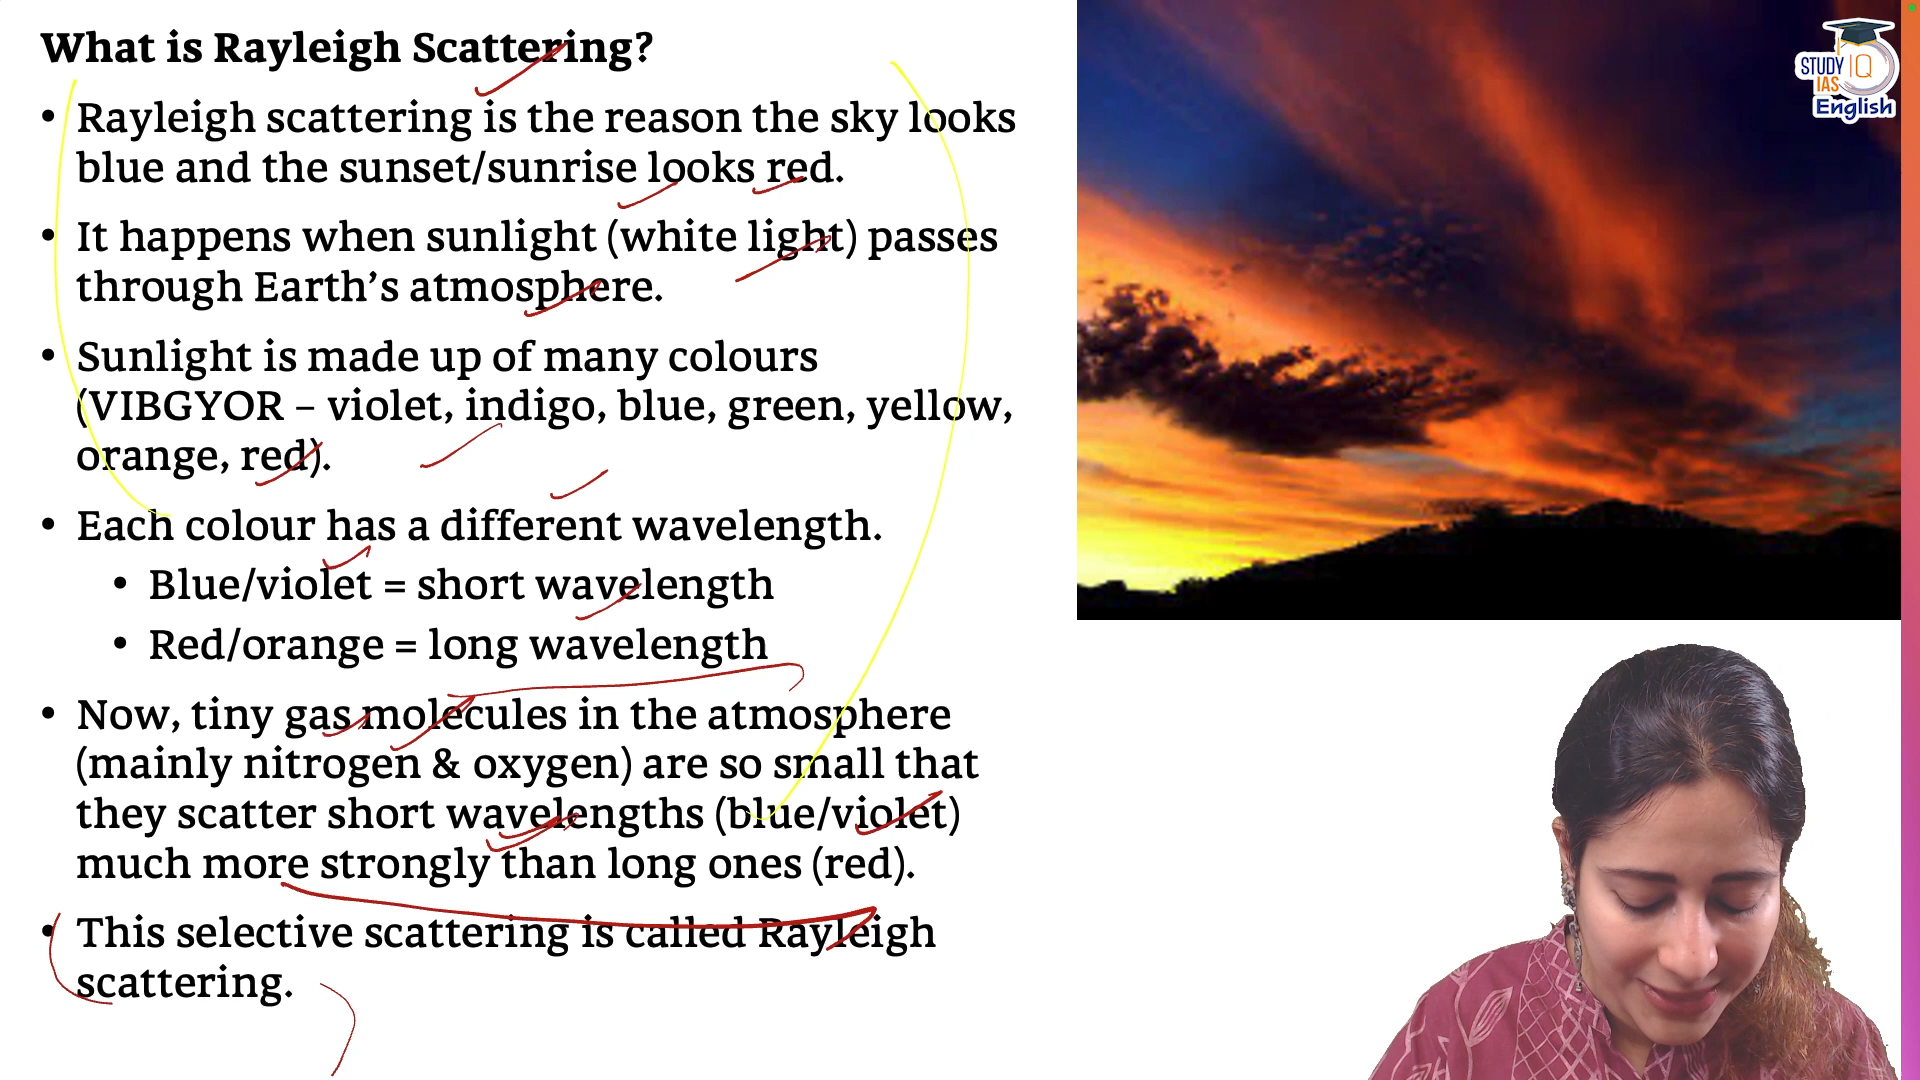 What is Rayleigh Scattering?
• Rayleigh scattering is the reason the sky looks
blue and the sunset/sunrise looks red.
• It happens when sunlight (white light) passes
through Earth’s atmosphere.
• Sunlight is made up of many colours
(VIBGYOR – violet, indigo, blue, green, yellow,
orange, red).
• Each colour has a different wavelength.
• Blue/violet = short wavelength
• Red/orange = long wavelength
• Now, tiny gas molecules in the atmosphere
(mainly nitrogen & oxygen) are so small that
they scatter short wavelengths (blue/violet)
much more strongly than long ones (red).
• This selective scattering is called Rayleigh
scattering.
STUDY IQ
IAS
English